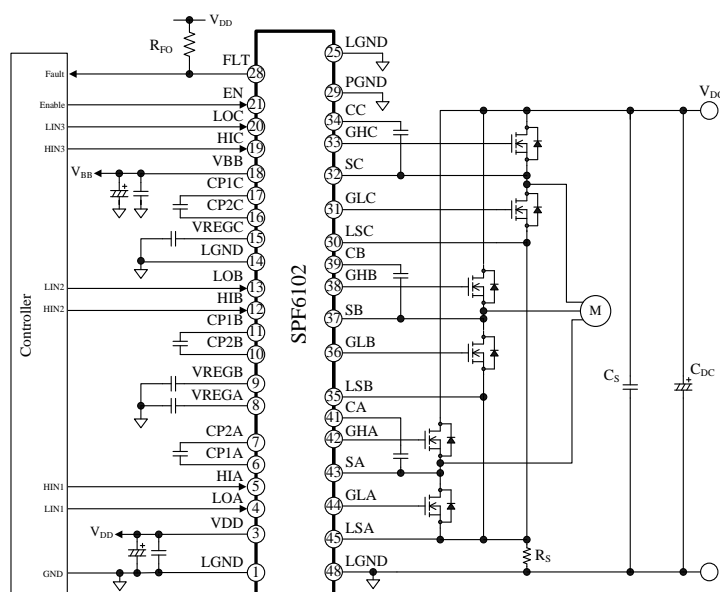 V_DD
R_FO
FLT
28
Fault
EN
21
Enable
LOC
20
LIN3
HIC
19
HIN3
VBB
18
V_BB
+
CP1C
17
CP2C
16
VREGC
15
LGND
14
LOB
13
LIN2
HIB
12
HIN2
CP1B
11
CP2B
10
VREGB
9
VREGA
8
CP2A
7
CP1A
6
HIA
5
HIN1
LOA
4
LIN1
VDD
3
V_DD
+
LGND
1
GND
Controller
SPF6102
LGND
25
PGND
29
CC
34
GHC
33
SC
32
GLC
31
LSC
30
CB
39
GHB
38
SB
37
GLB
36
LSB
35
CA
41
GHA
42
SA
43
GLA
44
LSA
45
LGND
48
R_S
M
C_S
C_DC
+